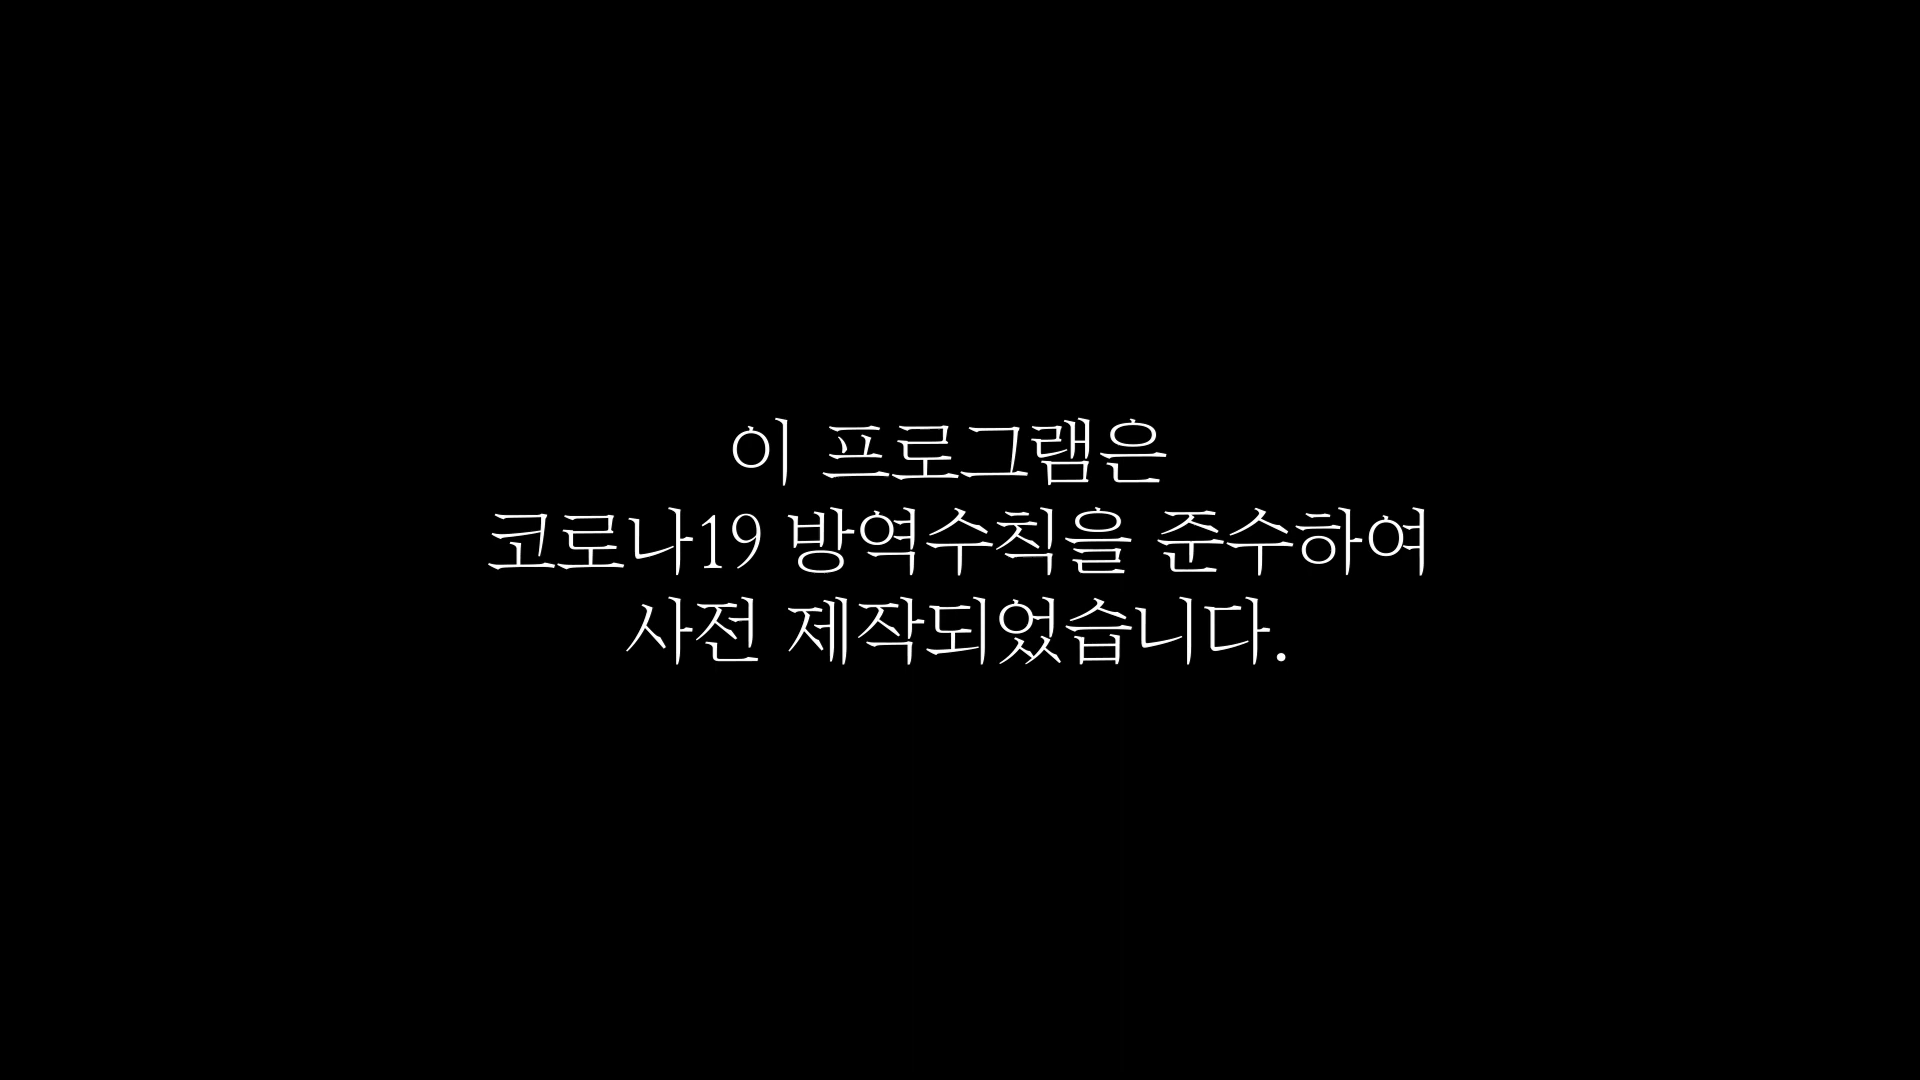 이 프로그램은
코로나19 방역수칙을 준수하여
사전 제작되었습니다.